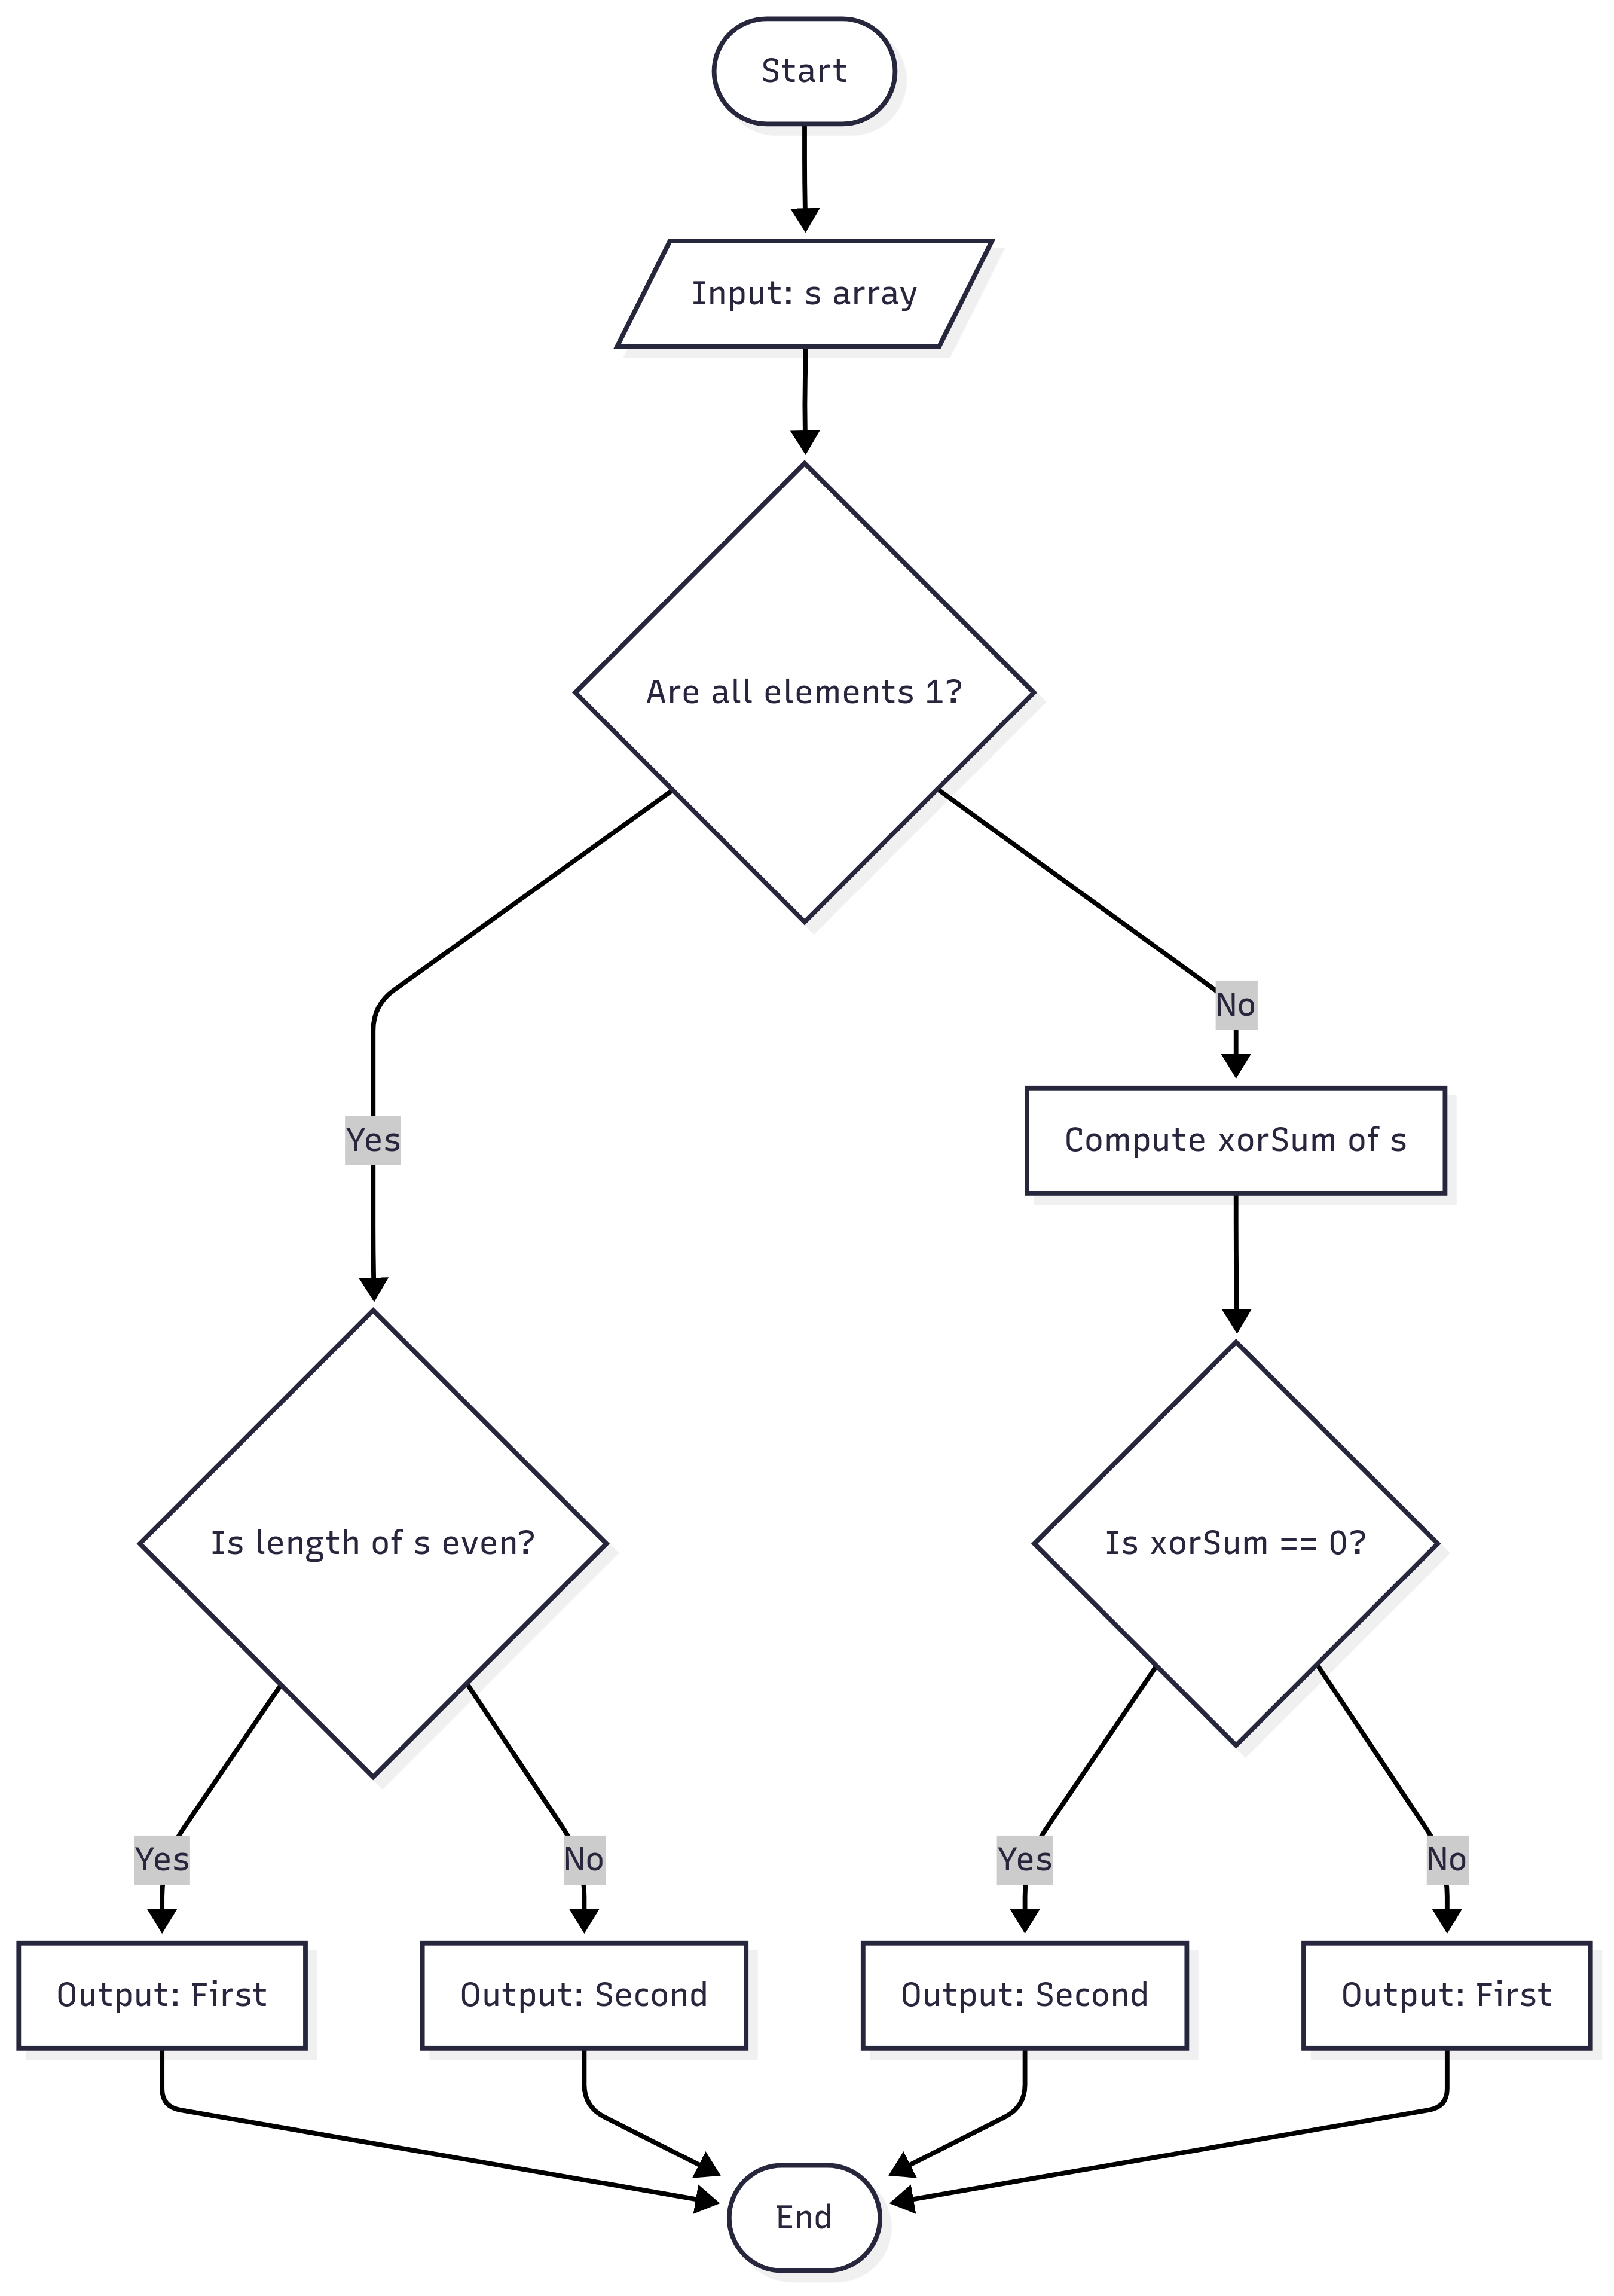 Start
Input: s array
Are all elements 1?
No
Yes
Compute xorSum of s
Is length of s even?
Is xorSum == 0?
Yes
No
Yes
No
Output: First
Output: Second
Output: Second
Output: First
End